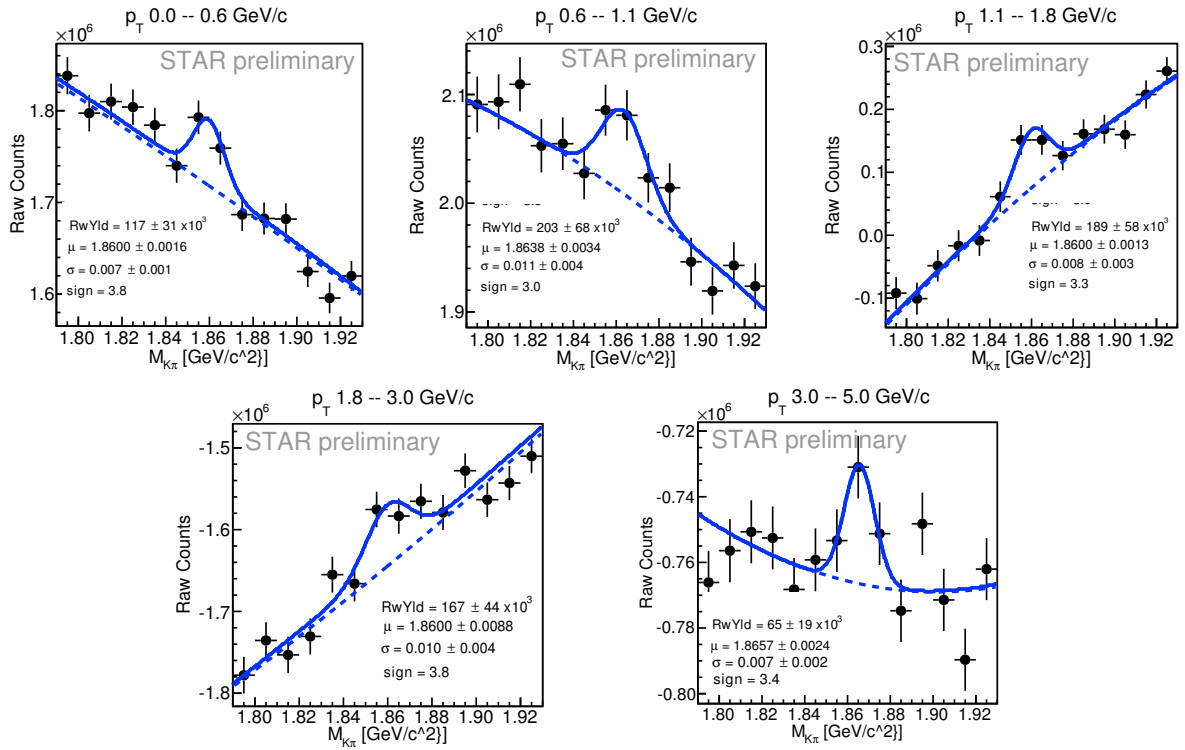 p_T 0.0 -- 0.6 GeV/c
×10^6
STAR preliminary
1.8
1.7
1.6
Raw Counts
RwYld = 117 ± 31 x10^3
μ = 1.8600 ± 0.0016
σ = 0.007 ± 0.001
sign = 3.8
1.80 1.82 1.84 1.86 1.88 1.90 1.92
M_Kπ [GeV/c^2}]
p_T 0.6 -- 1.1 GeV/c
×10^6
STAR preliminary
2.1
2.0
1.9
Raw Counts
RwYld = 203 ± 68 x10^3
μ = 1.8638 ± 0.0034
σ = 0.011 ± 0.004
sign = 3.0
1.80 1.82 1.84 1.86 1.88 1.90 1.92
M_Kπ [GeV/c^2}]
p_T 1.1 -- 1.8 GeV/c
×10^6
STAR preliminary
0.3
0.2
0.1
0.0
-0.1
Raw Counts
RwYld = 189 ± 58 x10^3
μ = 1.8600 ± 0.0013
σ = 0.008 ± 0.003
sign = 3.3
1.80 1.82 1.84 1.86 1.88 1.90 1.92
M_Kπ [GeV/c^2}]
p_T 1.8 -- 3.0 GeV/c
×10^6
STAR preliminary
-1.5
-1.6
-1.7
-1.8
Raw Counts
RwYld = 167 ± 44 x10^3
μ = 1.8600 ± 0.0088
σ = 0.010 ± 0.004
sign = 3.8
1.80 1.82 1.84 1.86 1.88 1.90 1.92
M_Kπ [GeV/c^2}]
p_T 3.0 -- 5.0 GeV/c
×10^6
STAR preliminary
-0.72
-0.74
-0.76
-0.78
-0.80
Raw Counts
RwYld = 65 ± 19 x10^3
μ = 1.8657 ± 0.0024
σ = 0.007 ± 0.002
sign = 3.4
1.80 1.82 1.84 1.86 1.88 1.90 1.92
M_Kπ [GeV/c^2}]